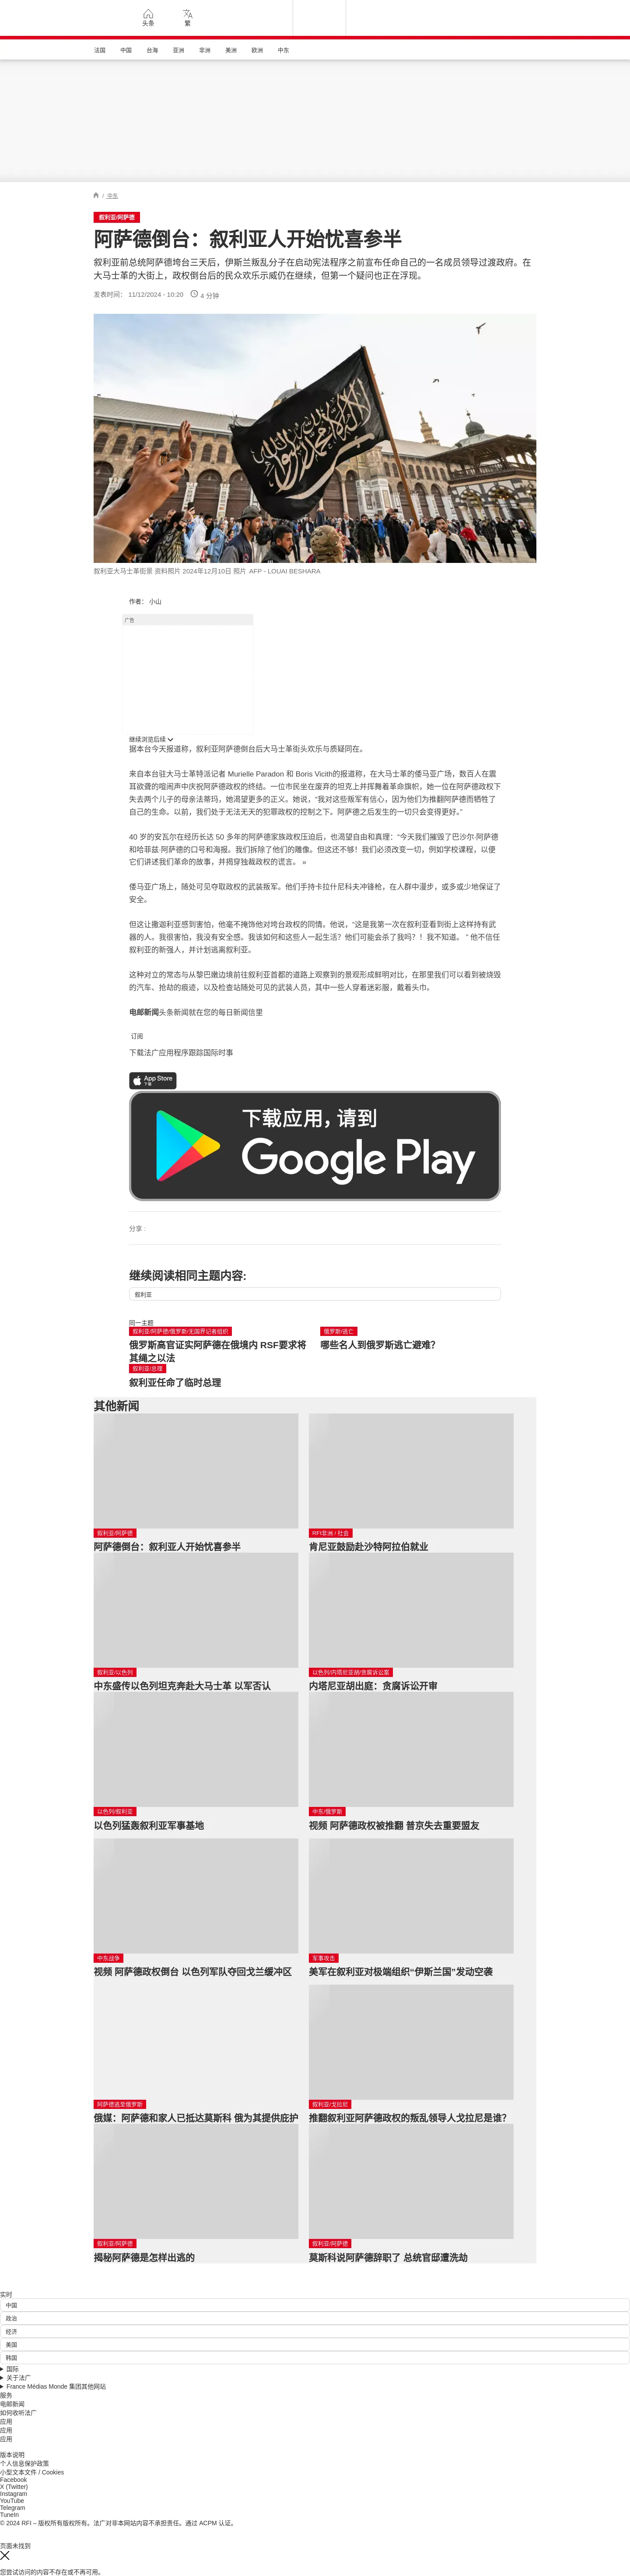 头条
繁
法国
中国
台海
亚洲
非洲
美洲
欧洲
中东
/ 中东
叙利亚/阿萨德
阿萨德倒台：叙利亚人开始忧喜参半
叙利亚前总统阿萨德垮台三天后，伊斯兰叛乱分子在启动宪法程序之前宣布任命自己的一名成员领导过渡政府。在
大马士革的大街上，政权倒台后的民众欢乐示威仍在继续，但第一个疑问也正在浮现。
发表时间： 11/12/2024 - 10:20 4 分钟
叙利亚大马士革街景 资料照片 2024年12月10日 照片 AFP - LOUAI BESHARA
作者： 小山
广告
继续浏览后续
据本台今天报道称，叙利亚阿萨德倒台后大马士革街头欢乐与质疑同在。
来自本台驻大马士革特派记者 Murielle Paradon 和 Boris Vicith的报道称，在大马士革的倭马亚广场，数百人在震
耳欲聋的喧闹声中庆祝阿萨德政权的终结。一位市民坐在废弃的坦克上并挥舞着革命旗帜，她一位在阿萨德政权下
失去两个儿子的母亲法蒂玛，她渴望更多的正义。她说，“我对这些叛军有信心，因为他们为推翻阿萨德而牺牲了
自己的生命。以前，我们处于无法无天的犯罪政权的控制之下。阿萨德之后发生的一切只会变得更好。”
40 岁的安瓦尔在经历长达 50 多年的阿萨德家族政权压迫后，也渴望自由和真理：“今天我们摧毁了巴沙尔·阿萨德
和哈菲兹·阿萨德的口号和海报。我们拆除了他们的雕像。但这还不够！我们必须改变一切，例如学校课程，以便
它们讲述我们革命的故事，并揭穿独裁政权的谎言。 »
倭马亚广场上，随处可见夺取政权的武装叛军。他们手持卡拉什尼科夫冲锋枪，在人群中漫步，或多或少地保证了
安全。
但这让撒迦利亚感到害怕，他毫不掩饰他对垮台政权的同情。他说，“这是我第一次在叙利亚看到街上这样持有武
器的人。我很害怕，我没有安全感。我该如何和这些人一起生活？他们可能会杀了我吗？！我不知道。 ” 他不信任
叙利亚的新强人，并计划逃离叙利亚。
这种对立的常态与从黎巴嫩边境前往叙利亚首都的道路上观察到的景观形成鲜明对比，在那里我们可以看到被烧毁
的汽车、抢劫的痕迹，以及检查站随处可见的武装人员，其中一些人穿着迷彩服，戴着头巾。
电邮新闻头条新闻就在您的每日新闻信里
订阅
下载法广应用程序跟踪国际时事
App Store
下载
下载应用，请到
Google Play
分享 :
继续阅读相同主题内容:
叙利亚
同一主题
叙利亚/阿萨德/俄罗斯/无国界记者组织
俄罗斯高官证实阿萨德在俄境内 RSF要求将
其绳之以法
俄罗斯/逃亡
哪些名人到俄罗斯逃亡避难？
叙利亚/总理
叙利亚任命了临时总理
其他新闻
叙利亚/阿萨德
阿萨德倒台：叙利亚人开始忧喜参半
RFI非洲 / 社会
肯尼亚鼓励赴沙特阿拉伯就业
叙利亚/以色列
中东盛传以色列坦克奔赴大马士革 以军否认
以色列/内塔尼亚胡/贪腐诉讼案
内塔尼亚胡出庭：贪腐诉讼开审
以色列/叙利亚
以色列猛轰叙利亚军事基地
中东/俄罗斯
视频 阿萨德政权被推翻 普京失去重要盟友
中东战争
视频 阿萨德政权倒台 以色列军队夺回戈兰缓冲区
军事攻击
美军在叙利亚对极端组织“伊斯兰国”发动空袭
阿萨德逃至俄罗斯
俄媒：阿萨德和家人已抵达莫斯科 俄为其提供庇护
叙利亚/戈拉尼
推翻叙利亚阿萨德政权的叛乱领导人戈拉尼是谁？
叙利亚/阿萨德
揭秘阿萨德是怎样出逃的
叙利亚/阿萨德
莫斯科说阿萨德辞职了 总统官邸遭洗劫
实时
中国
政治
经济
美国
韩国
国际
关于法广
France Médias Monde 集团其他网站
服务
电邮新闻
如何收听法广
应用
应用
应用
版本说明
个人信息保护政策
小型文本文件 / Cookies
Facebook
X (Twitter)
Instagram
YouTube
Telegram
TuneIn
© 2024 RFI – 版权所有版权所有。法广对非本网站内容不承担责任。通过 ACPM 认证。
页面未找到
您尝试访问的内容不存在或不再可用。